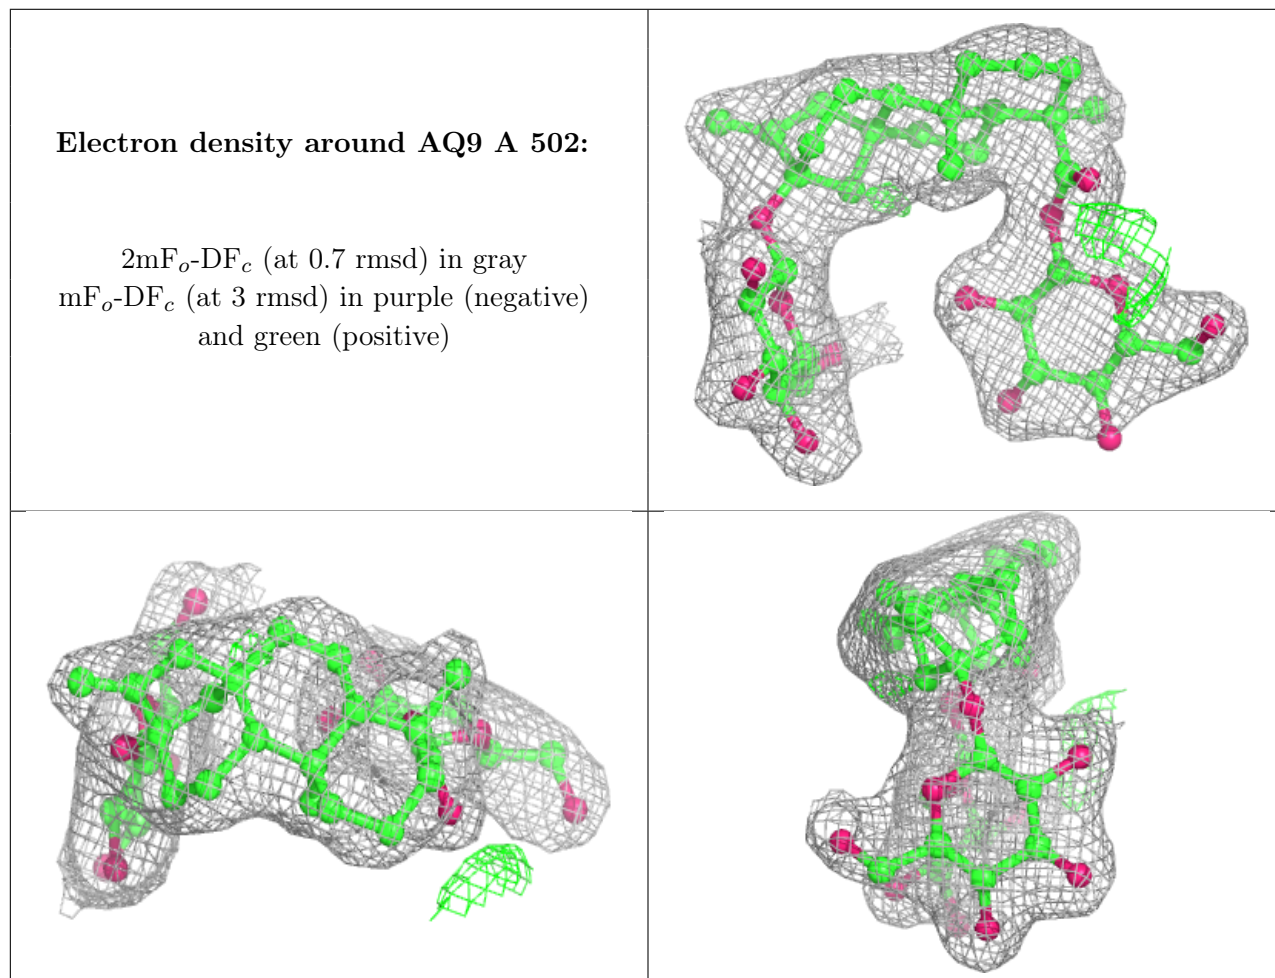 Electron density around AQ9 A 502:
2mFₒ-DF𝒸 (at 0.7 rmsd) in gray
mFₒ-DF𝒸 (at 3 rmsd) in purple (negative)
and green (positive)